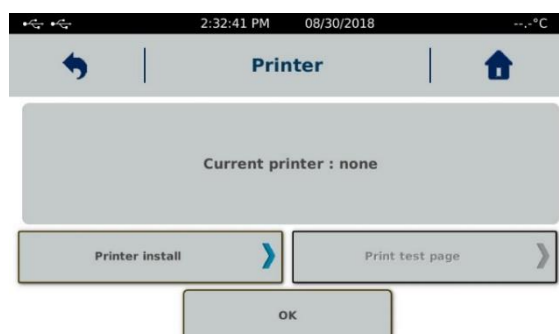 2:32:41 PM 08/30/2018 --.-°C
Printer
Current printer : none
Printer install Print test page
OK